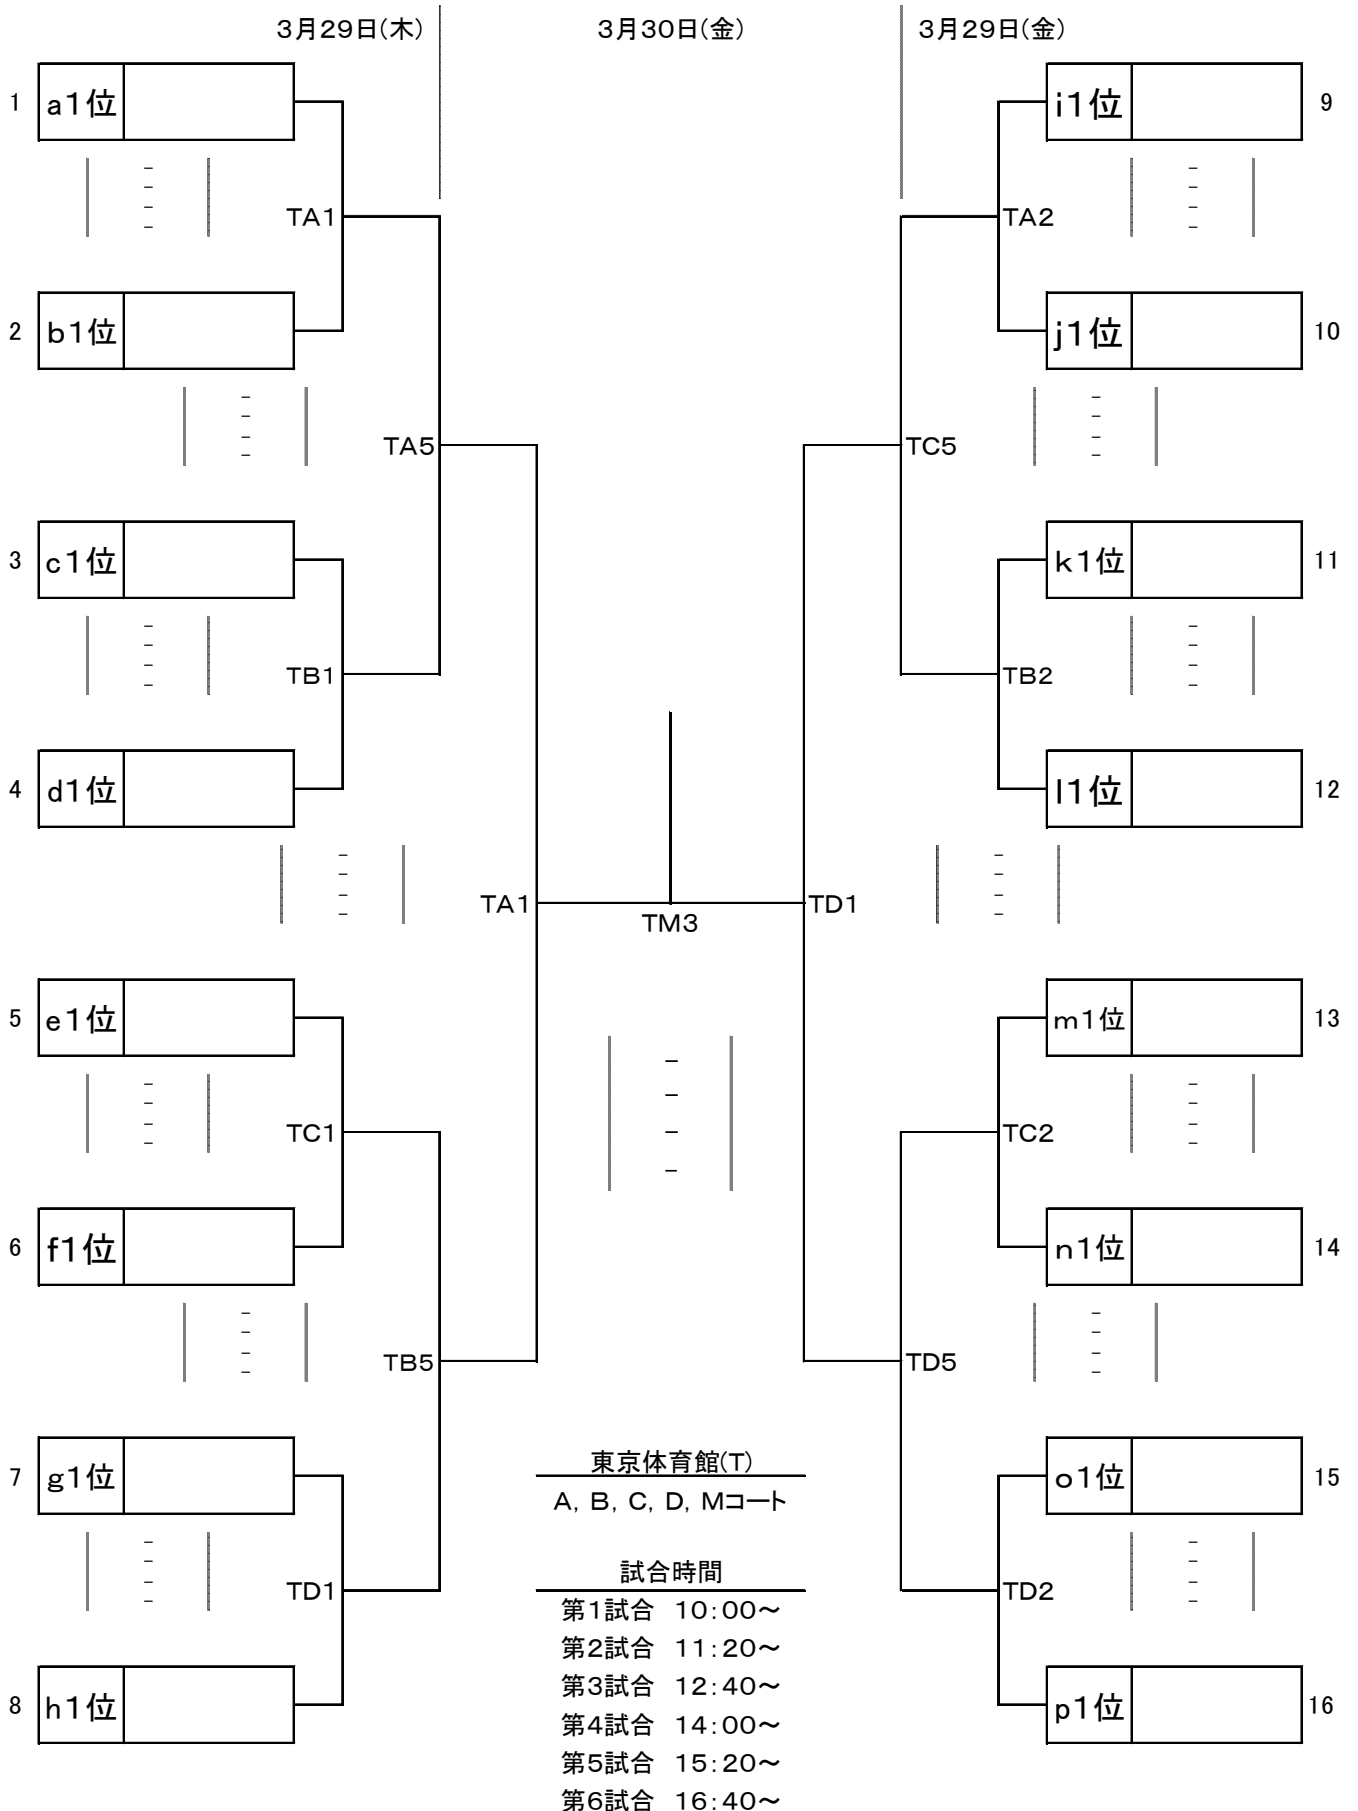 3月29日(木) 3月30日(金) 3月29日(金)
1 a1位 i1位 9
TA1 TA2
2 b1位 j1位 10
TA5 TC5
3 c1位 k1位 11
TB1 TB2
4 d1位 l1位 12
TA1 TM3 TD1
5 e1位 m1位 13
TC1 TC2
6 f1位 n1位 14
TB5 TD5
7 g1位 o1位 15
TD1 TD2
8 h1位 p1位 16
東京体育館(T)
A, B, C, D, Mコート
試合時間
第1試合 10:00～
第2試合 11:20～
第3試合 12:40～
第4試合 14:00～
第5試合 15:20～
第6試合 16:40～